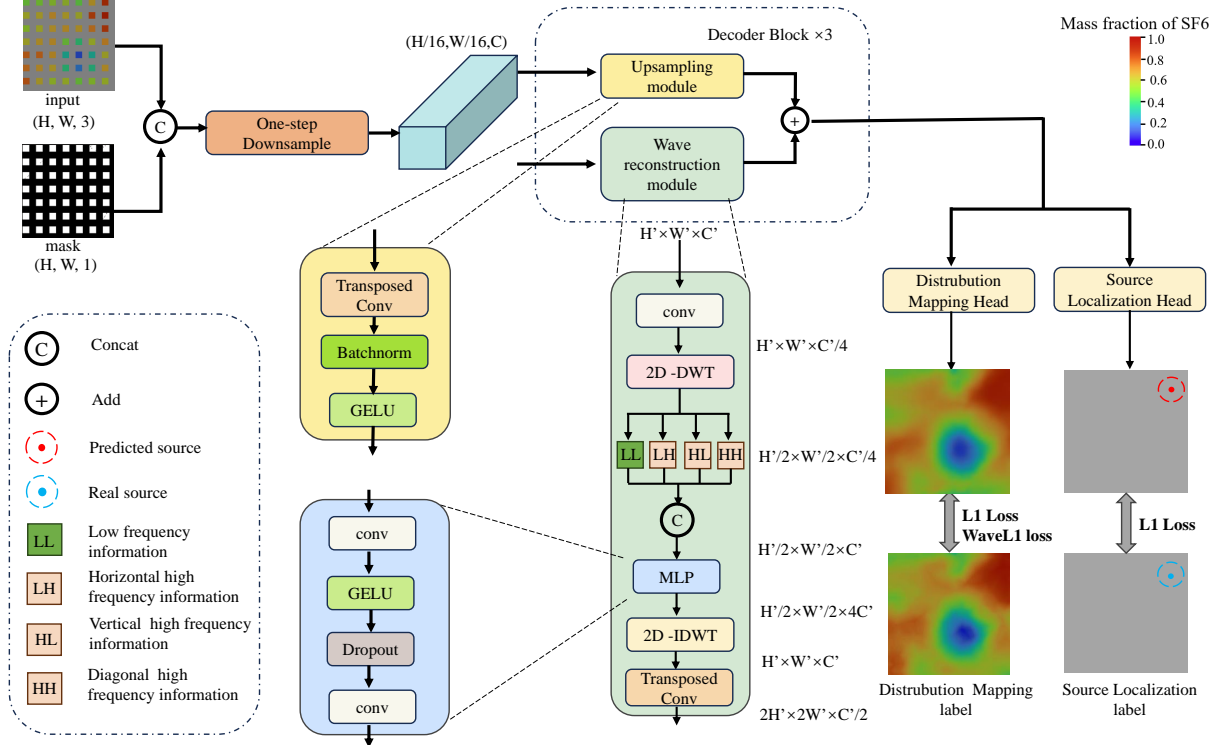 Mass fraction of SF6
1.0
0.8
0.6
0.4
0.2
0.0
input
(H, W, 3)
mask
(H, W, 1)
C
One-step
Downsample
(H/16,W/16,C)
Decoder Block ×3
Upsampling
module
Wave
reconstruction
module
+
H’×W’×C’
Transposed
Conv
Batchnorm
GELU
conv
GELU
Dropout
conv
conv
H’×W’×C’/4
2D -DWT
LL
LH
HL
HH
H’/2×W’/2×C’/4
C
H’/2×W’/2×C’
MLP
H’/2×W’/2×4C’
2D -IDWT
H’×W’×C’
Transposed
Conv
2H’×2W’×C’/2
Distrubution
Mapping Head
Source
Localization Head
L1 Loss
WaveL1 loss
L1 Loss
Distrubution Mapping
label
Source Localization
label
C
Concat
+
Add
Predicted source
Real source
LL
Low frequency
information
LH
Horizontal high
frequency information
HL
Vertical high frequency
information
HH
Diagonal high
frequency information